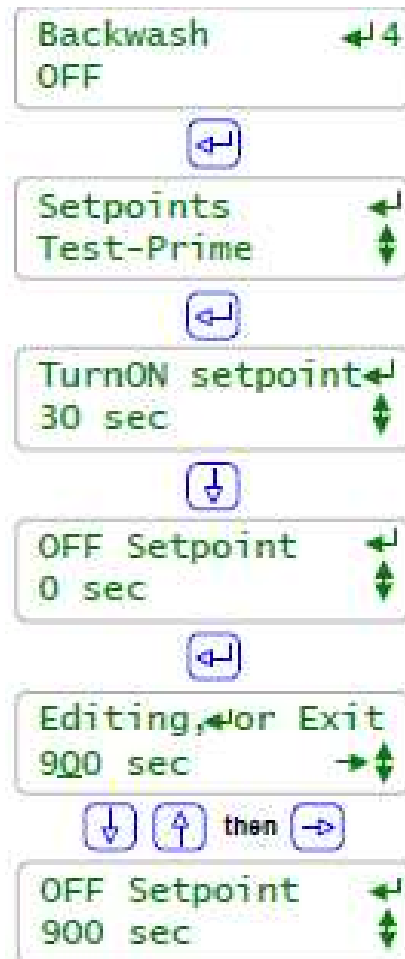 Backwash ↲4
OFF
Setpoints ↲
Test-Prime
TurnON setpoint↲
30 sec
OFF Setpoint ↲
0 sec
Editing,↲or Exit
900 sec →
then
OFF Setpoint ↲
900 sec